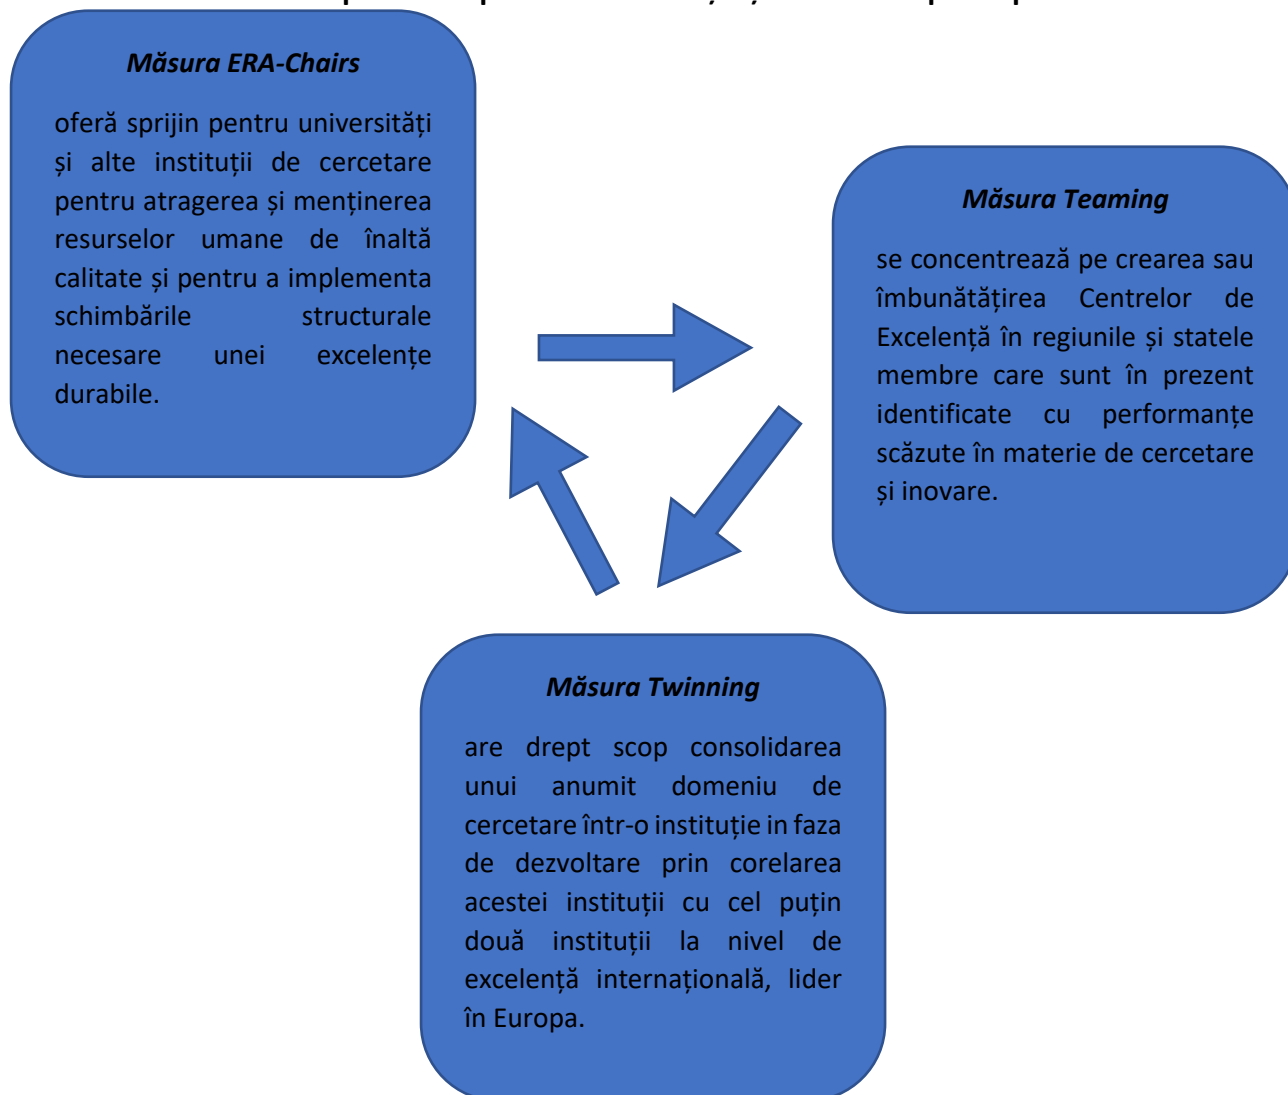 Măsura ERA-Chairs
oferă sprijin pentru universități
și alte instituții de cercetare
pentru atragerea și menținerea
resurselor umane de înaltă
calitate și pentru a implementa
schimbările structurale
necesare unei excelențe
durabile.
Măsura Teaming
se concentrează pe crearea sau
îmbunătățirea Centrelor de
Excelență în regiunile și statele
membre care sunt în prezent
identificate cu performanțe
scăzute în materie de cercetare
și inovare.
Măsura Twinning
are drept scop consolidarea
unui anumit domeniu de
cercetare într-o instituție in faza
de dezvoltare prin corelarea
acestei instituții cu cel puțin
două instituții la nivel de
excelență internațională, lider
în Europa.